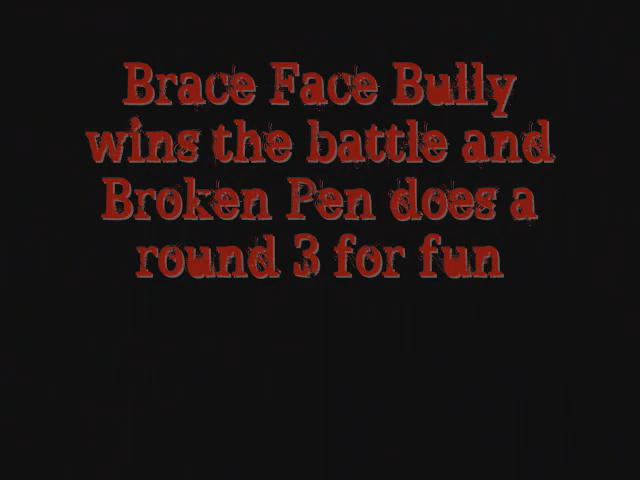 Brace Face Bully
wins the battle and
Broken Pen does a
round 3 for fun